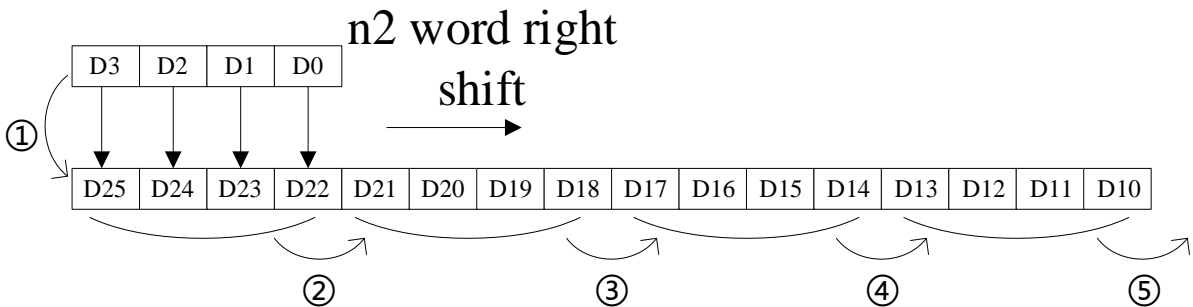 n2 word right
shift
D3 D2 D1 D0
①
D25 D24 D23 D22 D21 D20 D19 D18 D17 D16 D15 D14 D13 D12 D11 D10
② ③ ④ ⑤